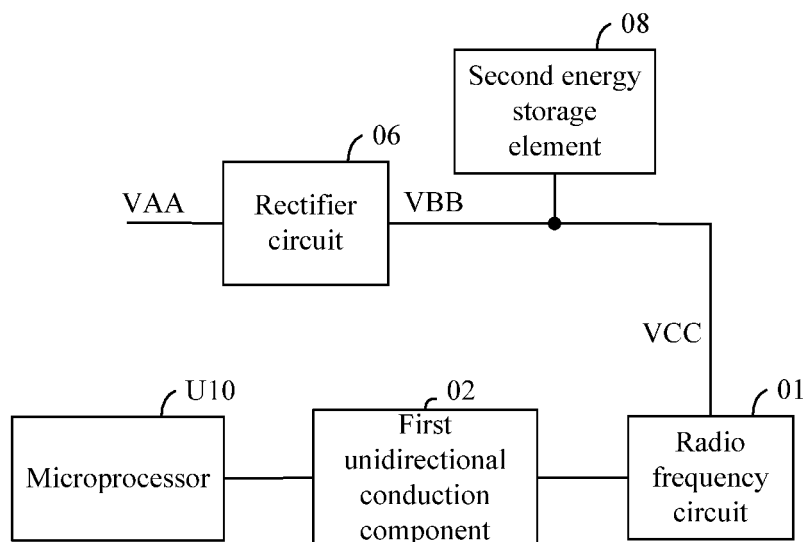 08
Second energy
storage
element
06
VAA
Rectifier
circuit
VBB
VCC
U10
Microprocessor
02
First
unidirectional
conduction
component
01
Radio
frequency
circuit